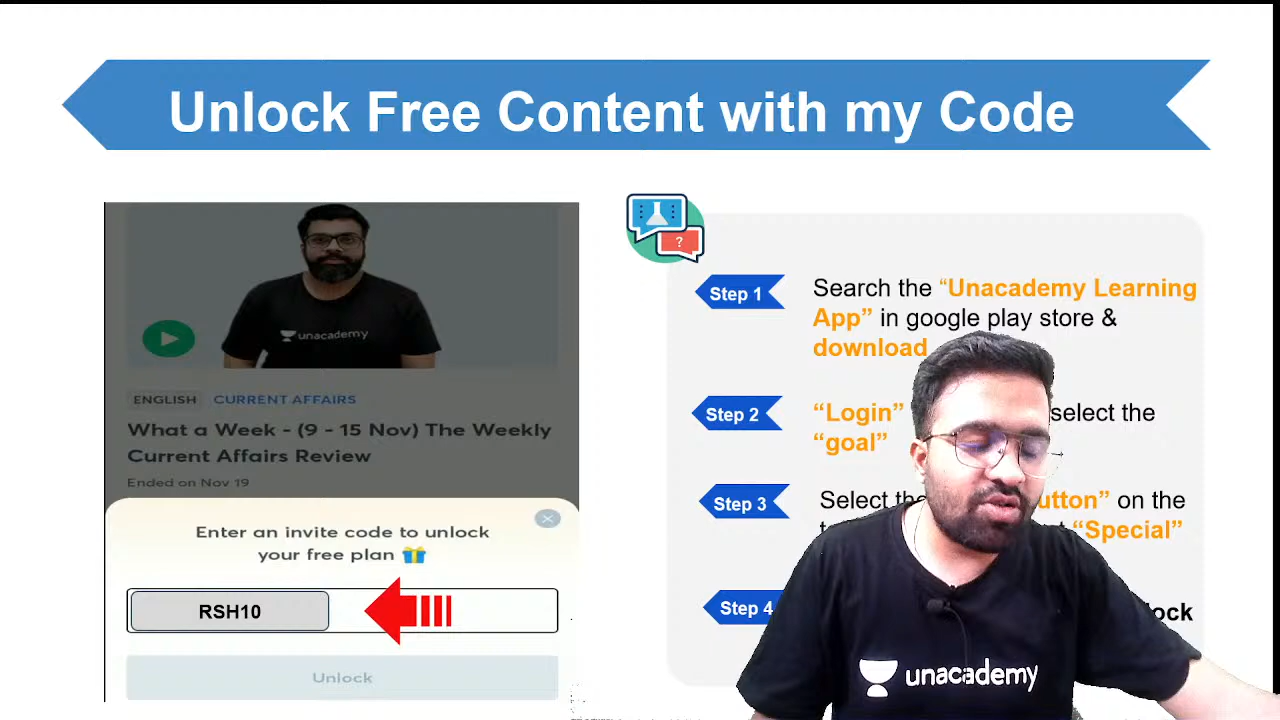 Unlock Free Content with my Code
unacademy
ENGLISH CURRENT AFFAIRS
What a Week - (9 - 15 Nov) The Weekly
Current Affairs Review
Ended on Nov 19
Enter an invite code to unlock
your free plan
RSH10
Unlock
?
Step 1
Search the “Unacademy Learning
App” in google play store &
download
Step 2
“Login” select the
“goal”
Step 3
Select on the
“Special”
Step 4
unacademy